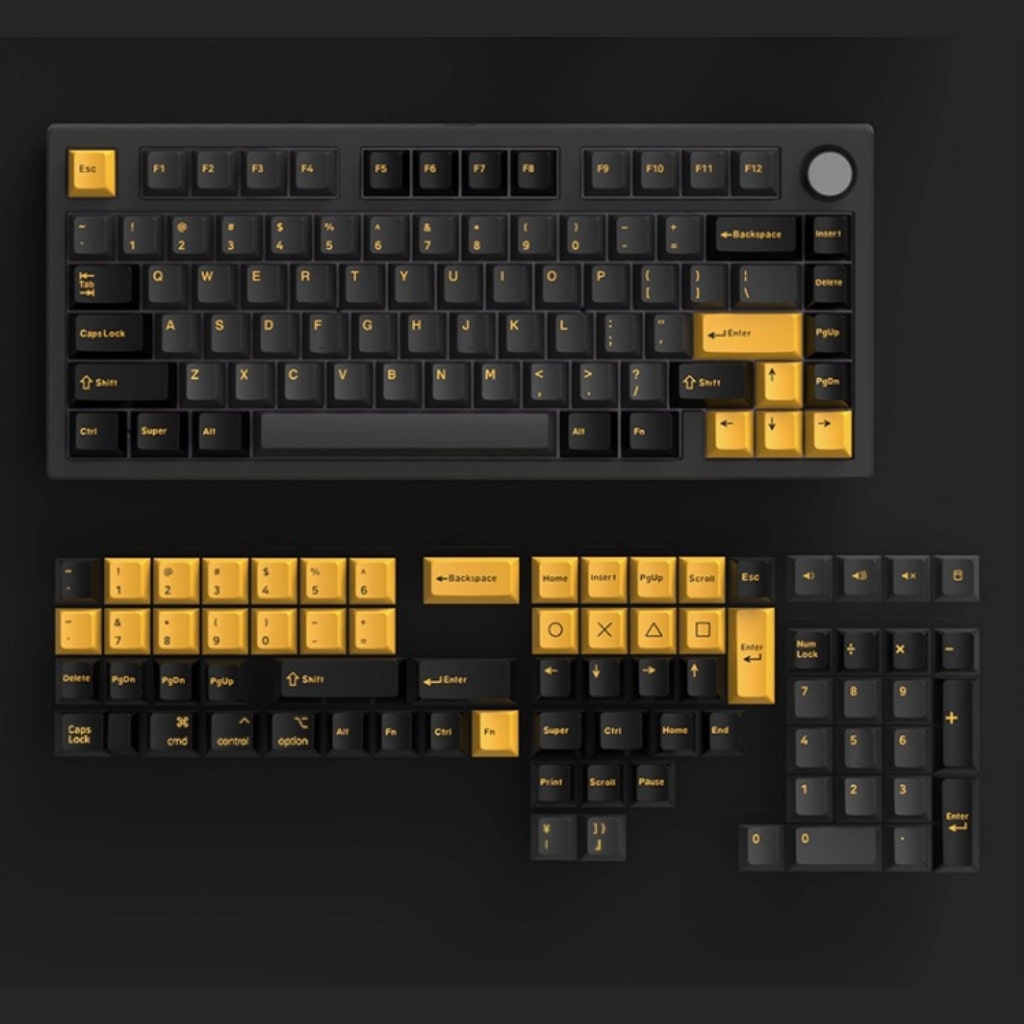 Esc F1 F2 F3 F4 F5 F6 F7 F8 F9 F10 F11 F12
~ ! @ # $ % ^ & * ( ) - +
` 1 2 3 4 5 6 7 8 9 0 - = ←Backspace Insert
Tab Q W E R T Y U I O P { } ¦ Delete
[ ] \
Caps Lock A S D F G H J K L : " Enter PgUp
; '
Shift Z X C V B N M < > ? Shift ↑ PgDn
, . /
Ctrl Super Alt Alt Fn ← ↓ →
~ ! @ # $ % ^ ←Backspace Home Insert PgUp Scroll Esc
` 1 2 3 4 5 6
~ & * ( ) - + ○ × △ □ Enter
` 7 8 9 0 - =
Num Lock ÷ × -
Delete PgDn PgDn PgUp Shift Enter ← ↓ → ↑
7 8 9 +
Caps Lock ⌘ cmd ^ control ⌥ option Alt Fn Ctrl Fn Super Ctrl Home End
4 5 6
Print Scroll Pause
1 2 3 Enter
¥ ] }
| 」
0 0 .